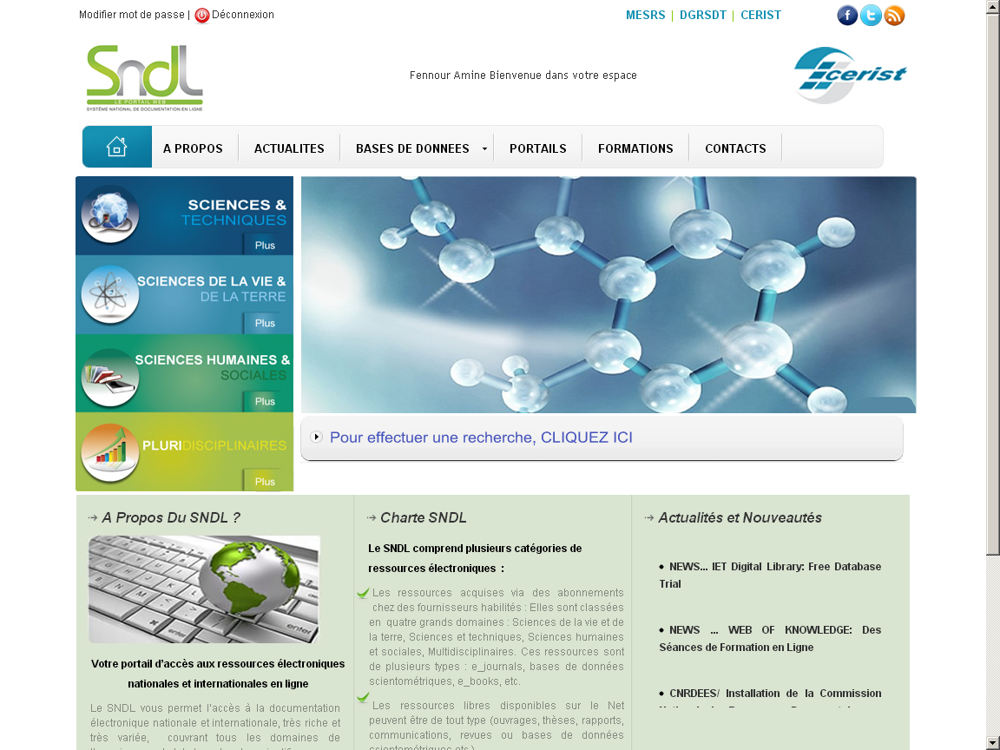 Modifier mot de passe | Déconnexion
MESRS | DGRSDT | CERIST
SndL
LE PORTAIL WEB
SYSTÈME NATIONAL DE DOCUMENTATION EN LIGNE
Fennour Amine Bienvenue dans votre espace
cerist
A PROPOS
ACTUALITES
BASES DE DONNEES
PORTAILS
FORMATIONS
CONTACTS
SCIENCES &
TECHNIQUES
Plus
SCIENCES DE LA VIE &
DE LA TERRE
Plus
SCIENCES HUMAINES &
SOCIALES
Plus
PLURIDISCIPLINAIRES
Plus
Pour effectuer une recherche, CLIQUEZ ICI
A Propos Du SNDL ?
enter
Votre portail d'accès aux ressources électroniques
nationales et internationales en ligne
Le SNDL vous permet l'accès à la documentation
électronique nationale et internationale, très riche et
très variée, couvrant tous les domaines de
Charte SNDL
Le SNDL comprend plusieurs catégories de
ressources électroniques :
Les ressources acquises via des abonnements
chez des fournisseurs habilités : Elles sont classées
en quatre grands domaines : Sciences de la vie et de
la terre, Sciences et techniques, Sciences humaines
et sociales, Multidisciplinaires. Ces ressources sont
de plusieurs types : e_journals, bases de données
scientométriques, e_books, etc.
Les ressources libres disponibles sur le Net
peuvent être de tout type (ouvrages, thèses, rapports,
communications, revues ou bases de données
scientométriques etc.)
Actualités et Nouveautés
• NEWS... IET Digital Library: Free Database
Trial
• NEWS ... WEB OF KNOWLEDGE: Des
Séances de Formation en Ligne
• CNRDEES/ Installation de la Commission